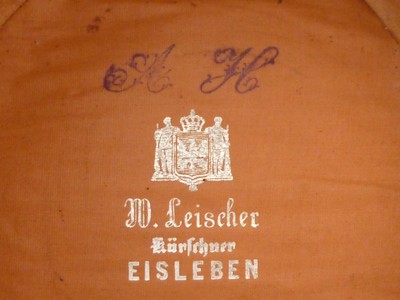 A H
W. Leischer
Kürschner
EISLEBEN